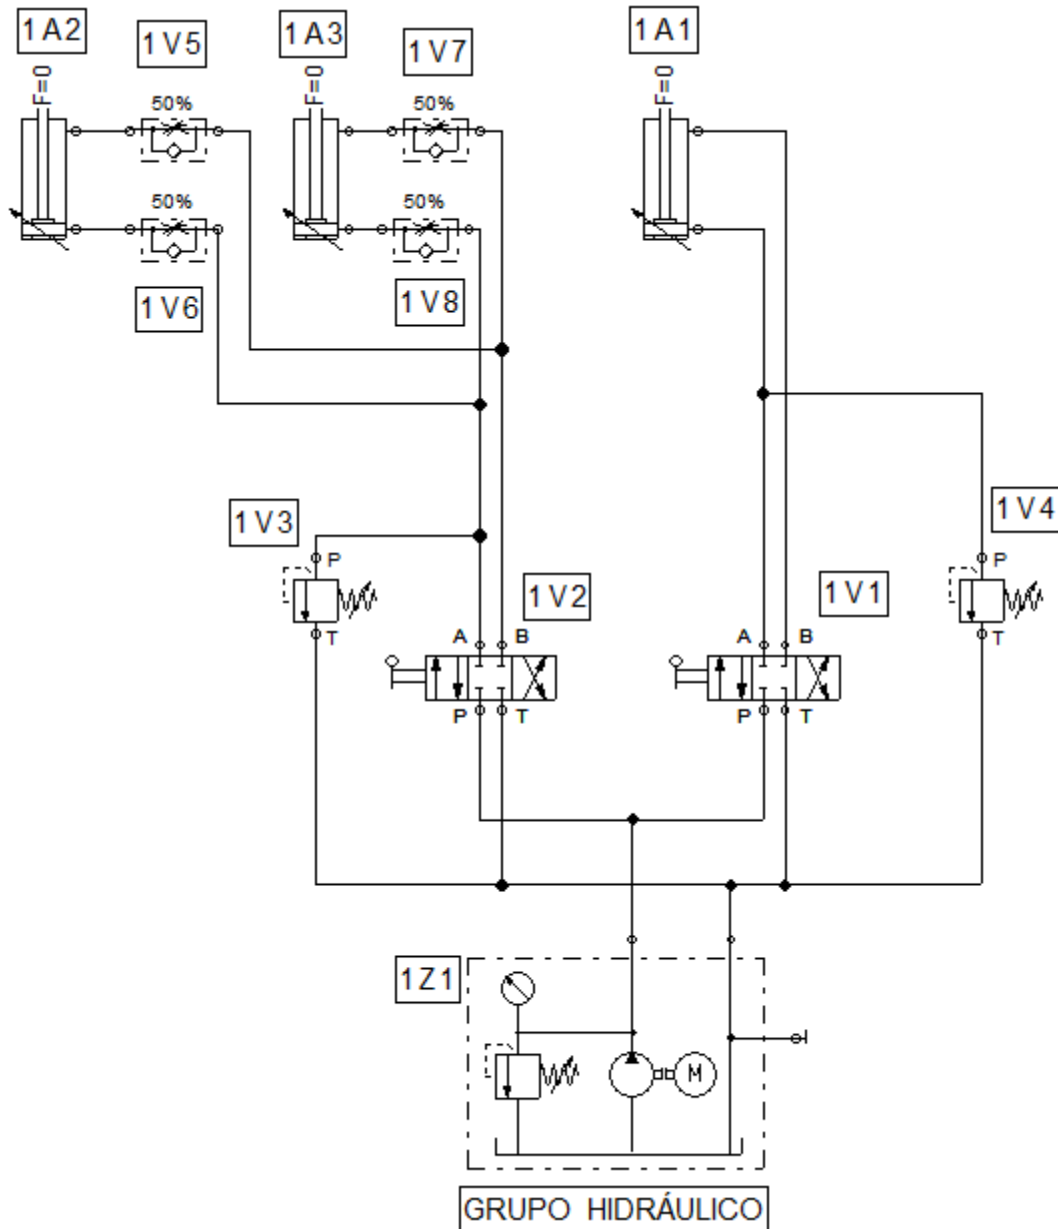 1A2
1V5
1A3
1V7
1A1
F=0
50%
F=0
50%
F=0
50%
50%
1V6
1V8
1V3
1V4
P
T
1V2
1V1
P
T
A
B
A
B
P
T
P
T
1Z1
M
GRUPO HIDRÁULICO